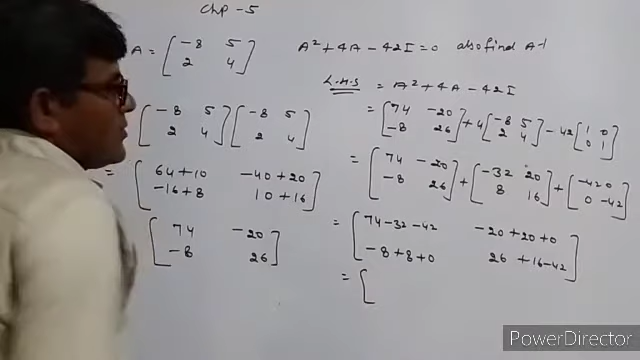 Chp - 5
A = [ -8 5 A² + 4A - 42I = 0 also find A-1
2 4 ]
L.H.S = A² + 4A - 42I
[ -8 5 [ -8 5 = [ 74 -20 + 4 [ -8 5 - 42 [ 1 0
2 4 ] 2 4 ] -8 26 ] 2 4 ] 0 1 ]
= [ 64+10 -40+20 = [ 74 -20 + [ -32 20 + [ -42 0
-16+8 10+16 ] -8 26 ] 8 16 ] 0 -42 ]
[ 74 -20 = [ 74-32-42 -20+20+0
-8 26 ] -8+8+0 26+16-42 ]
= [
POWERDIRECTOR